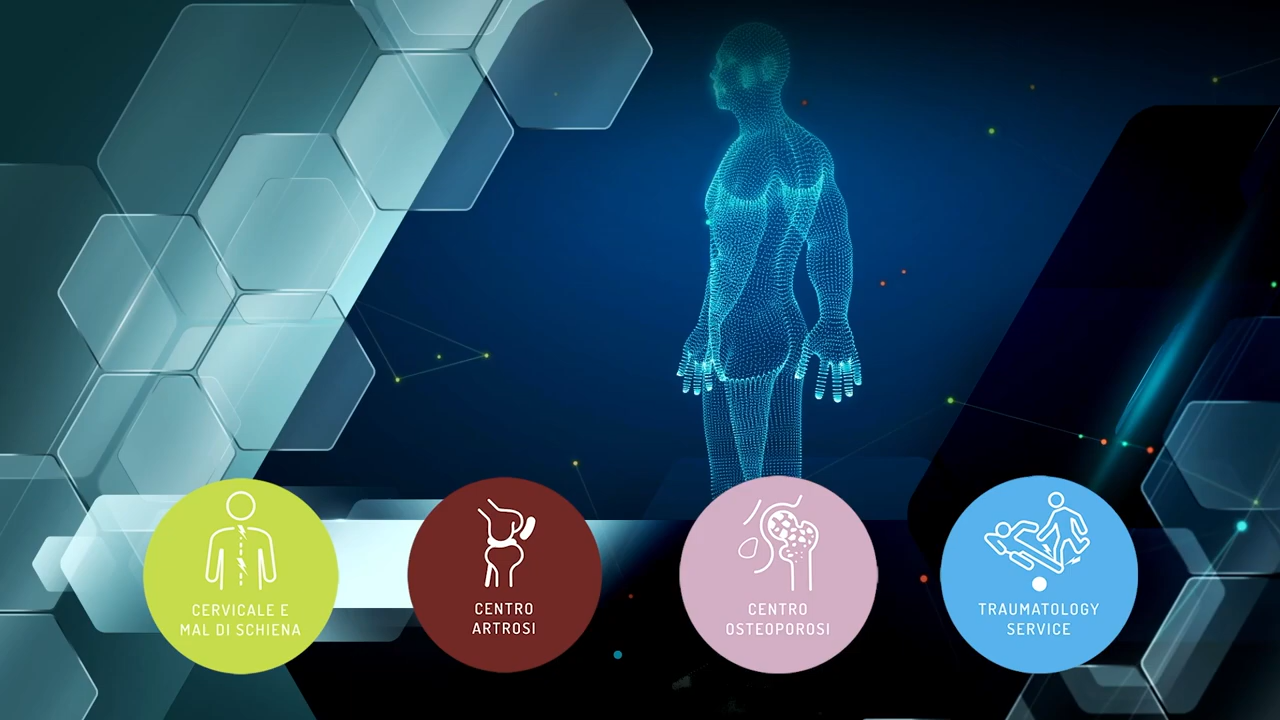 CERVICALE E
MAL DI SCHIENA
CENTRO
ARTROSI
CENTRO
OSTEOPOROSI
TRAUMATOLOGY
SERVICE